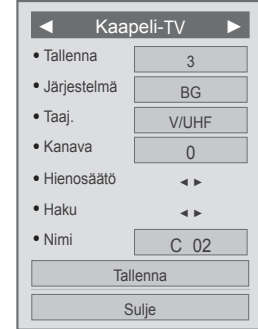 ◄ Kaapeli-TV ►
• Tallenna 3
• Järjestelmä BG
• Taaj. V/UHF
• Kanava 0
• Hienosäätö ◄ ►
• Haku ◄ ►
• Nimi C 02
Tallenna
Sulje